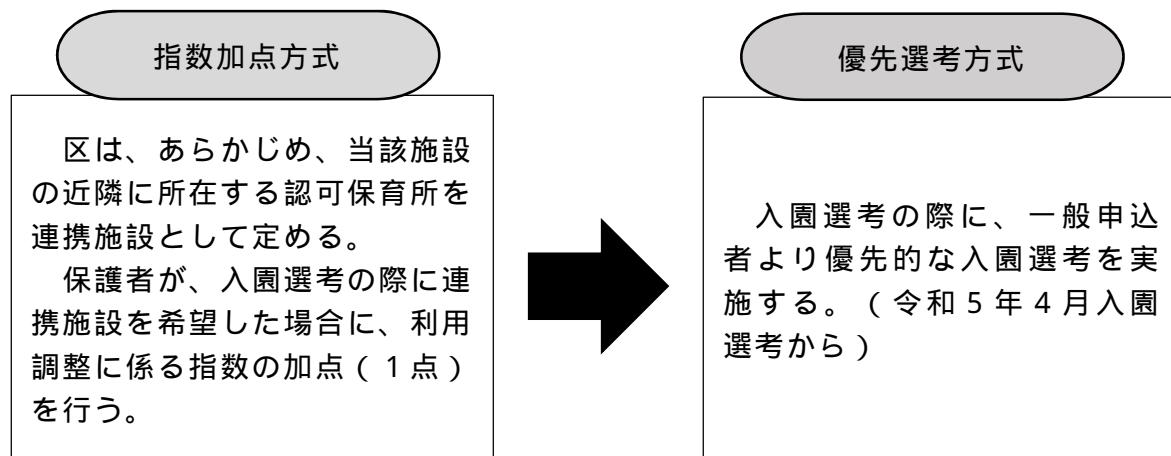 指数加点方式
区は、あらかじめ、当該施設
の近隣に所在する認可保育所を
連携施設として定める。
保護者が、入園選考の際に連
携施設を希望した場合に、利用
調整に係る指数の加点(1点)
を行う。
優先選考方式
入園選考の際に、一般申込
者より優先的な入園選考を実
施する。(令和5年4月入園
選考から)